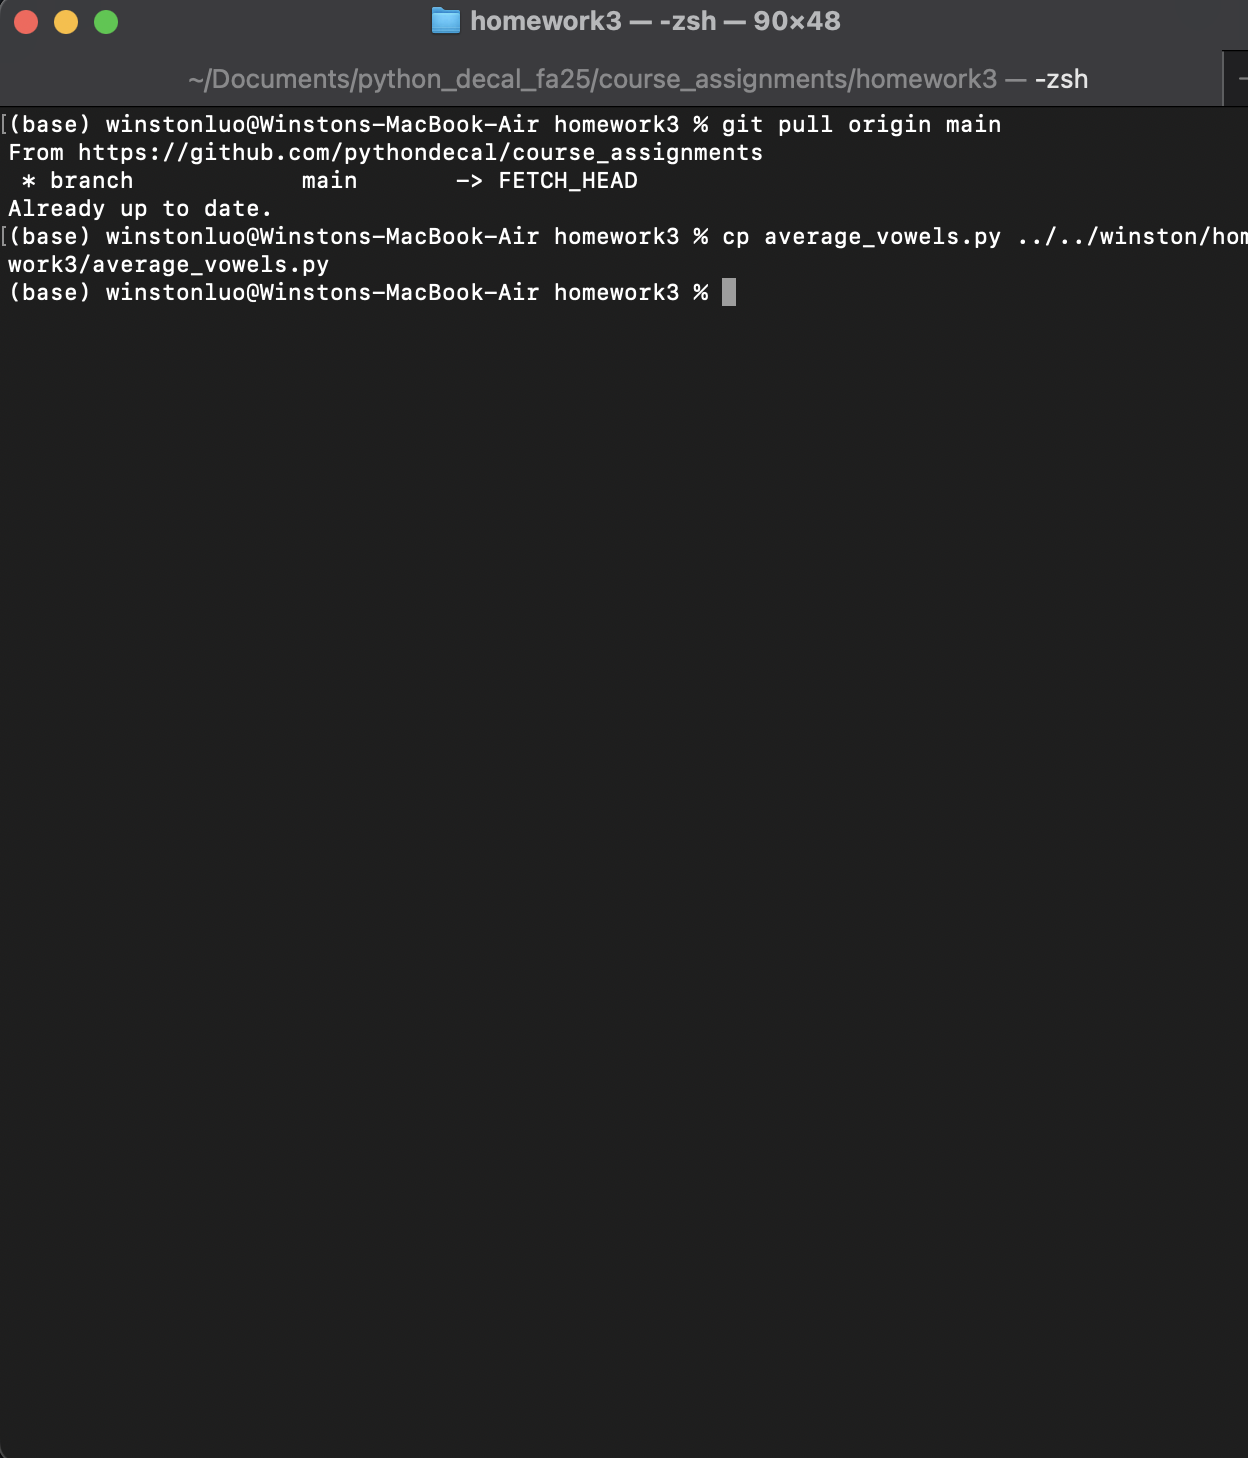 homework3 — -zsh — 90×48
~/Documents/python_decal_fa25/course_assignments/homework3 — -zsh
[(base) winstonluo@Winstons-MacBook-Air homework3 % git pull origin main
From https://github.com/pythondecal/course_assignments
 * branch            main       -> FETCH_HEAD
Already up to date.
[(base) winstonluo@Winstons-MacBook-Air homework3 % cp average_vowels.py ../../winston/hom
work3/average_vowels.py
(base) winstonluo@Winstons-MacBook-Air homework3 %